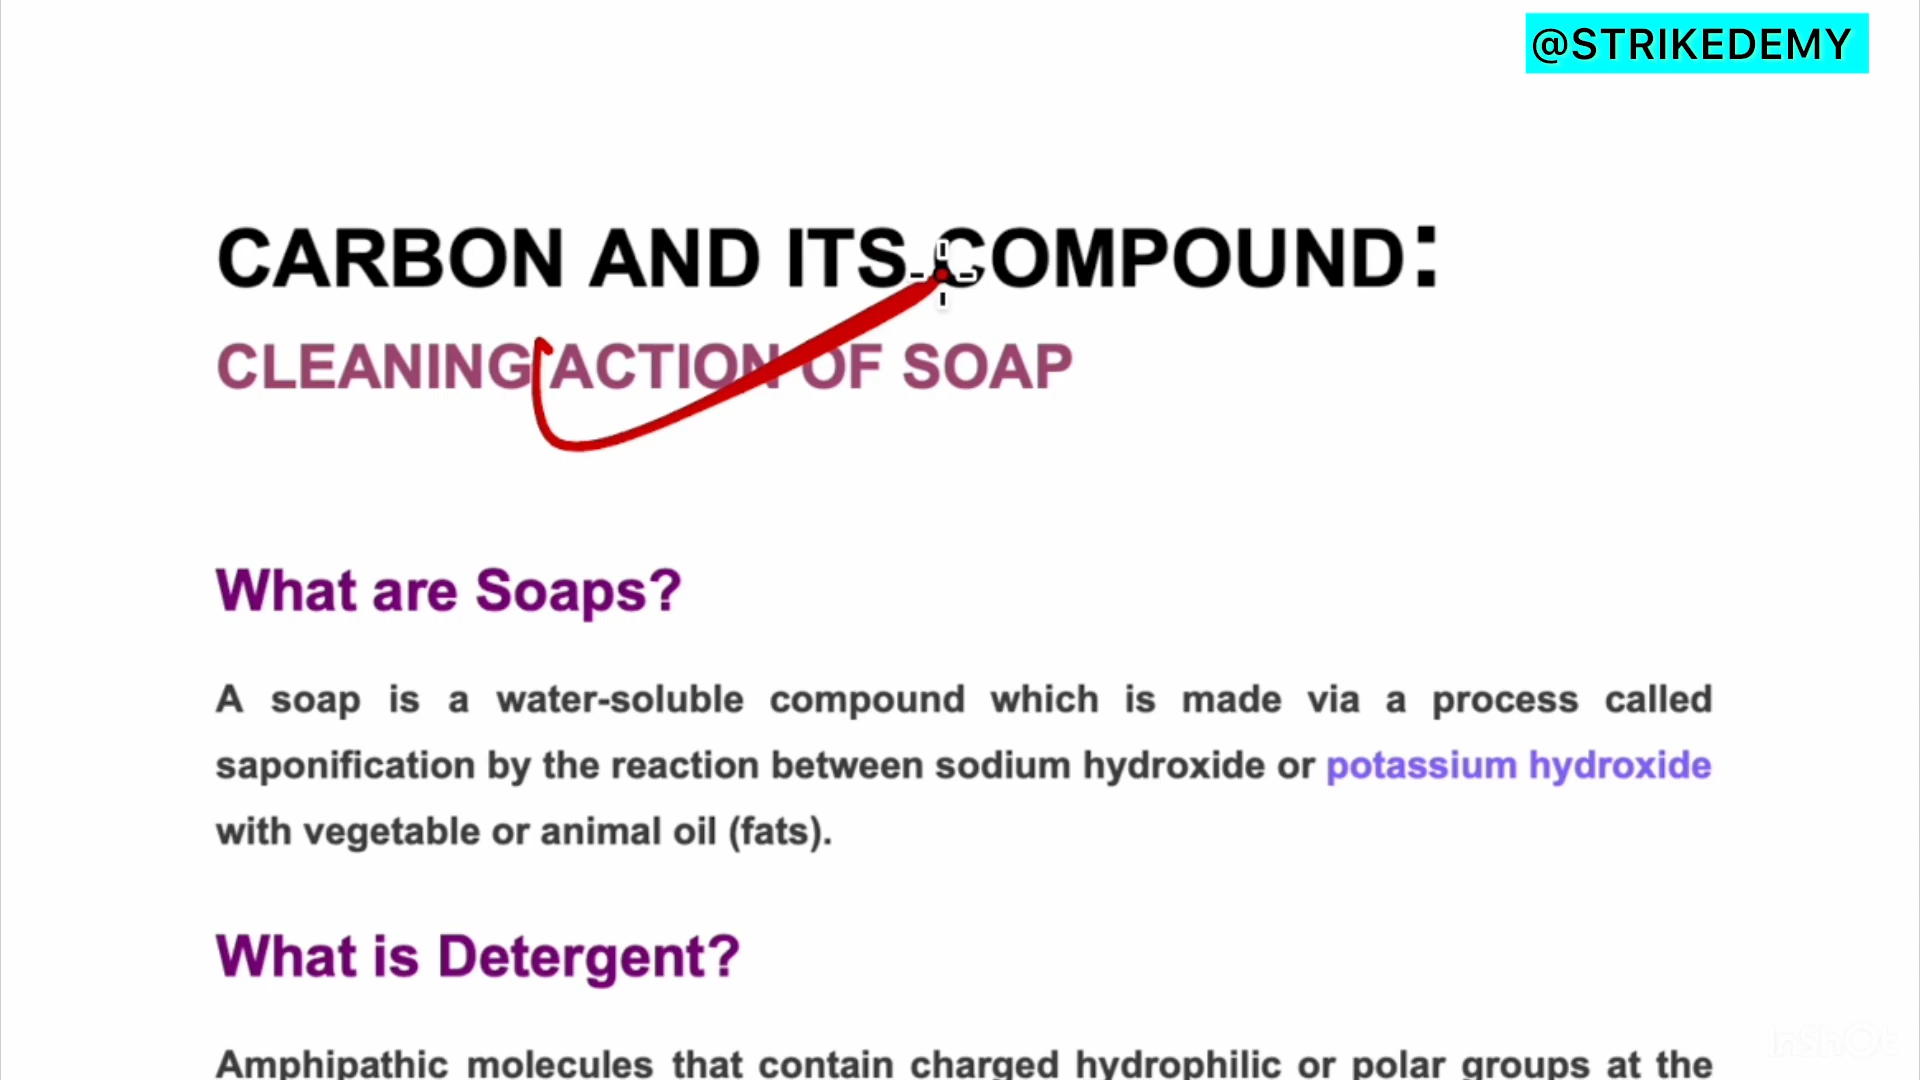 @STRIKEDEMY
CARBON AND ITS COMPOUND:
CLEANING ACTION OF SOAP
What are Soaps?
A soap is a water-soluble compound which is made via a process called
saponification by the reaction between sodium hydroxide or potassium hydroxide
with vegetable or animal oil (fats).
What is Detergent?
Amphipathic molecules that contain charged hydrophilic or polar groups at the
InShOt